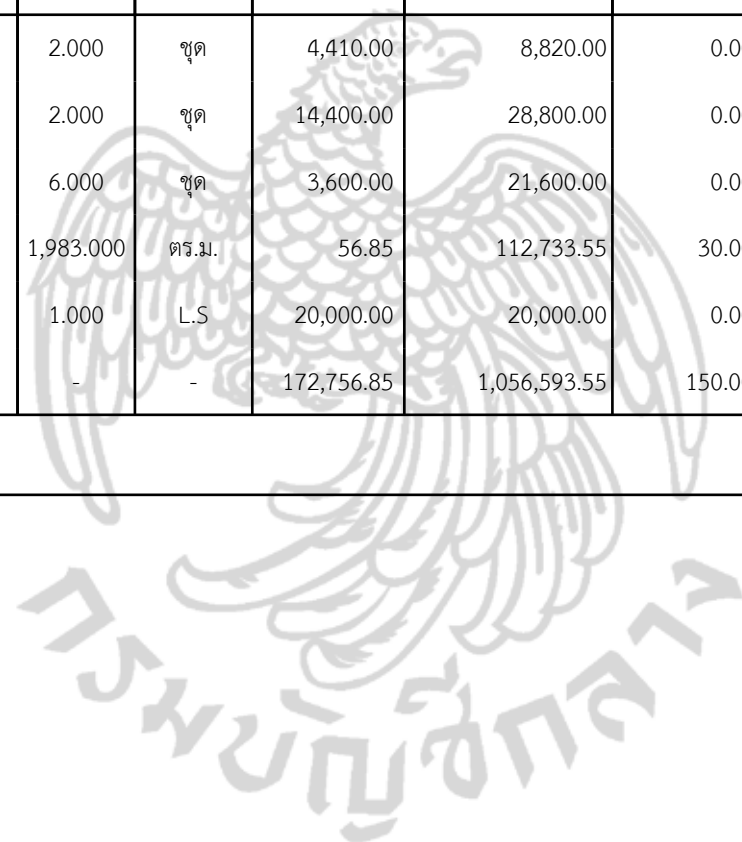 2.000 ชุด 4,410.00 8,820.00 0.0
2.000 ชุด 14,400.00 28,800.00 0.0
6.000 ชุด 3,600.00 21,600.00 0.0
1,983.000 ตร.ม. 56.85 112,733.55 30.0
1.000 L.S 20,000.00 20,000.00 0.0
- - 172,756.85 1,056,593.55 150.0
กรมบัญชีกลาง